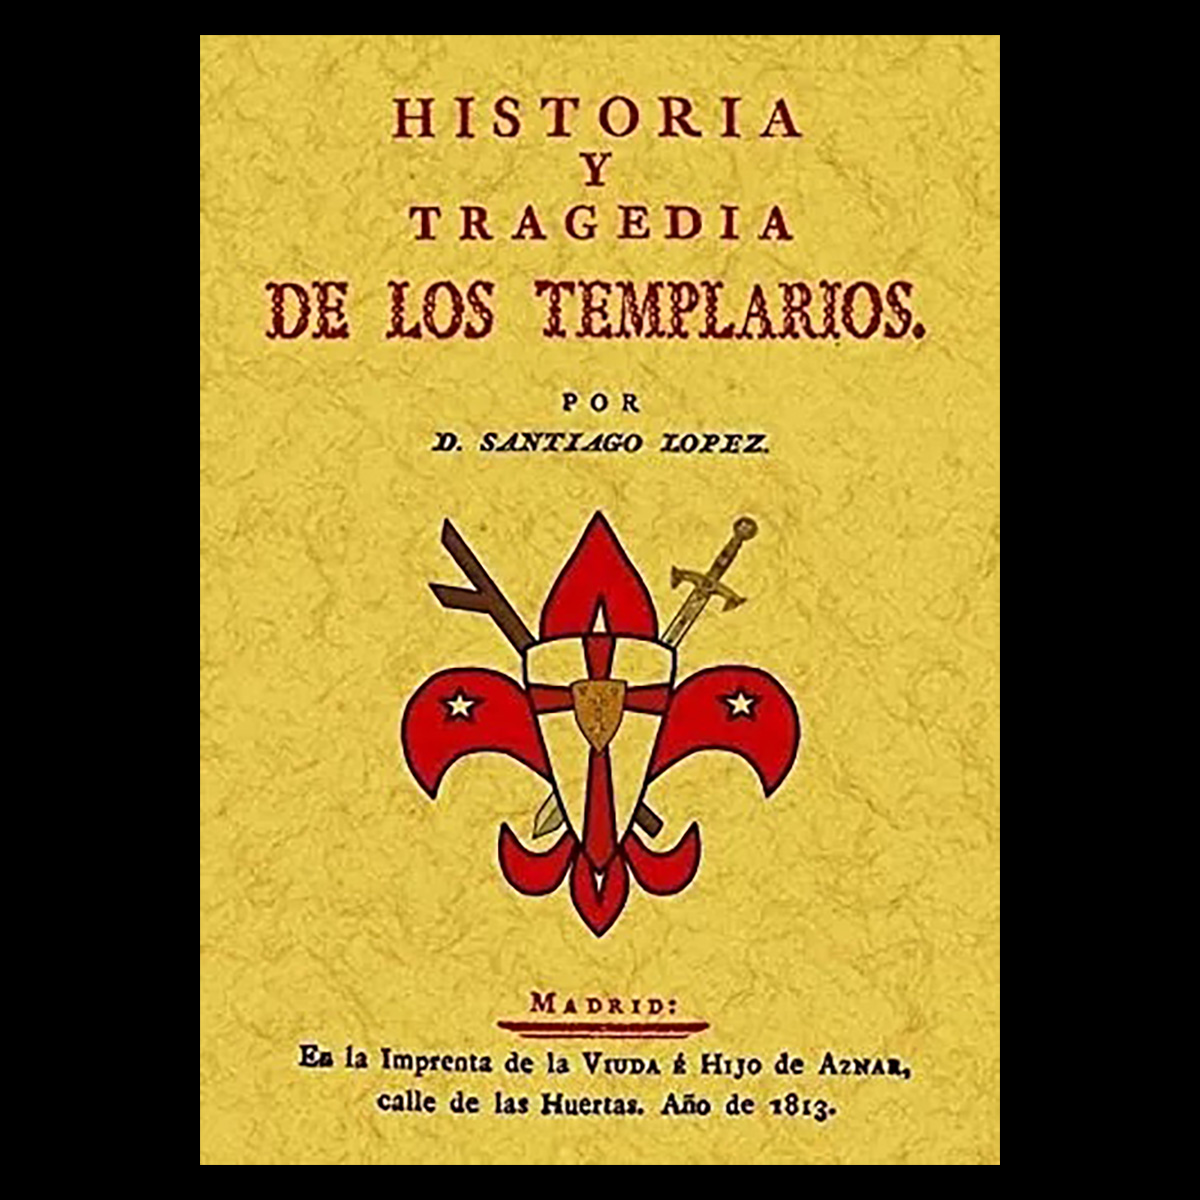 HISTORIA
Y
TRAGEDIA
DE LOS TEMPLARIOS.
POR
D. SANTIAGO LOPEZ.
MADRID:
En la Imprenta de la VIUDA É HIJO de AZNAR,
calle de las Huertas. Año de 1813.